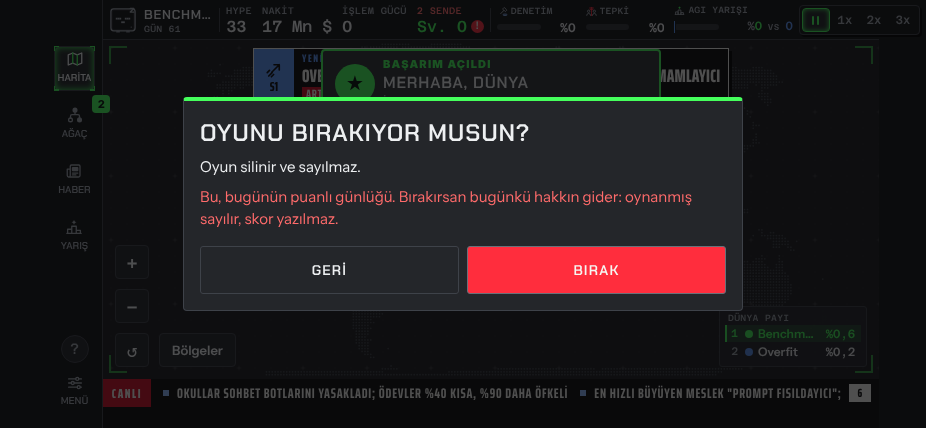 BENCHM...
GÜN 61
HYPE
33
NAKİT
17 Mn $
İŞLEM GÜCÜ
0
2 SENDE
Sv. 0 !
DENETİM
%0
TEPKİ
%0
AGI YARIŞI
%0 vs 0
1x
2x
3x
HARİTA
2
AĞAÇ
HABER
YARIŞ
?
MENÜ
S1
BAŞARIM AÇILDI
MERHABA, DÜNYA
OYUNU BIRAKIYOR MUSUN?
Oyun silinir ve sayılmaz.
Bu, bugünün puanlı günlüğü. Bırakırsan bugünkü hakkın gider: oynanmış
sayılır, skor yazılmaz.
GERİ
BIRAK
+
−
Bölgeler
DÜNYA PAYI
1 Benchm... %0,6
2 Overfit %0,2
CANLI
OKULLAR SOHBET BOTLARINI YASAKLADI; ÖDEVLER %40 KISA, %90 DAHA ÖFKELİ
EN HIZLI BÜYÜYEN MESLEK "PROMPT FISILDAYICI";
6